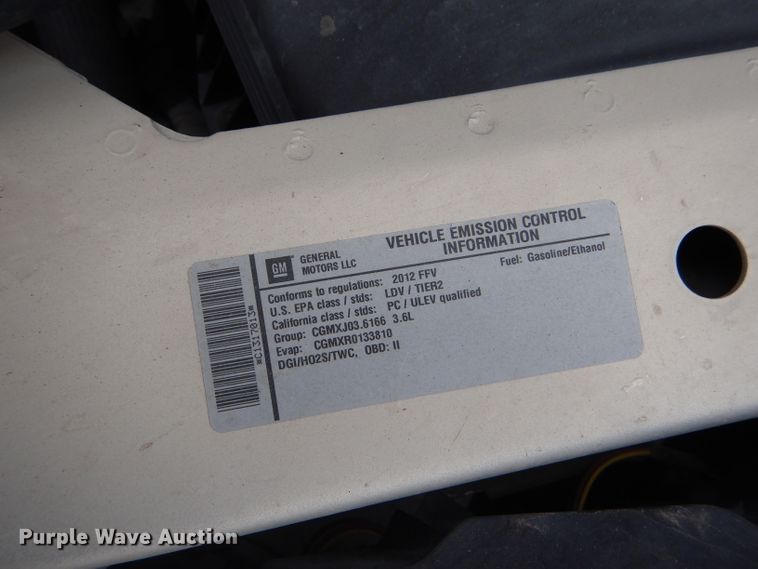 GM
GENERAL
MOTORS LLC
VEHICLE EMISSION CONTROL
INFORMATION
Conforms to regulations: 2012 FFV
Fuel: Gasoline/Ethanol
U.S. EPA class / stds: LDV / TIER2
California class / stds: PC / ULEV qualified
Group: CGMXJ03.6166 3.6L
Evap: CGMXR0133810
DGI/HO2S/TWC, OBD: II
*C1317013*
Purple Wave Auction®